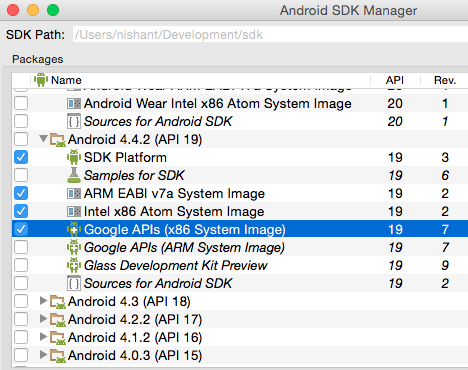 Android SDK Manager
SDK Path: /Users/nishant/Development/sdk
Packages
Name API Rev.
Android Wear ARM EABI v7a System Image 20 1
Android Wear Intel x86 Atom System Image 20 1
Sources for Android SDK 20 1
Android 4.4.2 (API 19)
SDK Platform 19 3
Samples for SDK 19 6
ARM EABI v7a System Image 19 2
Intel x86 Atom System Image 19 2
Google APIs (x86 System Image) 19 7
Google APIs (ARM System Image) 19 7
Glass Development Kit Preview 19 9
Sources for Android SDK 19 2
Android 4.3 (API 18)
Android 4.2.2 (API 17)
Android 4.1.2 (API 16)
Android 4.0.3 (API 15)